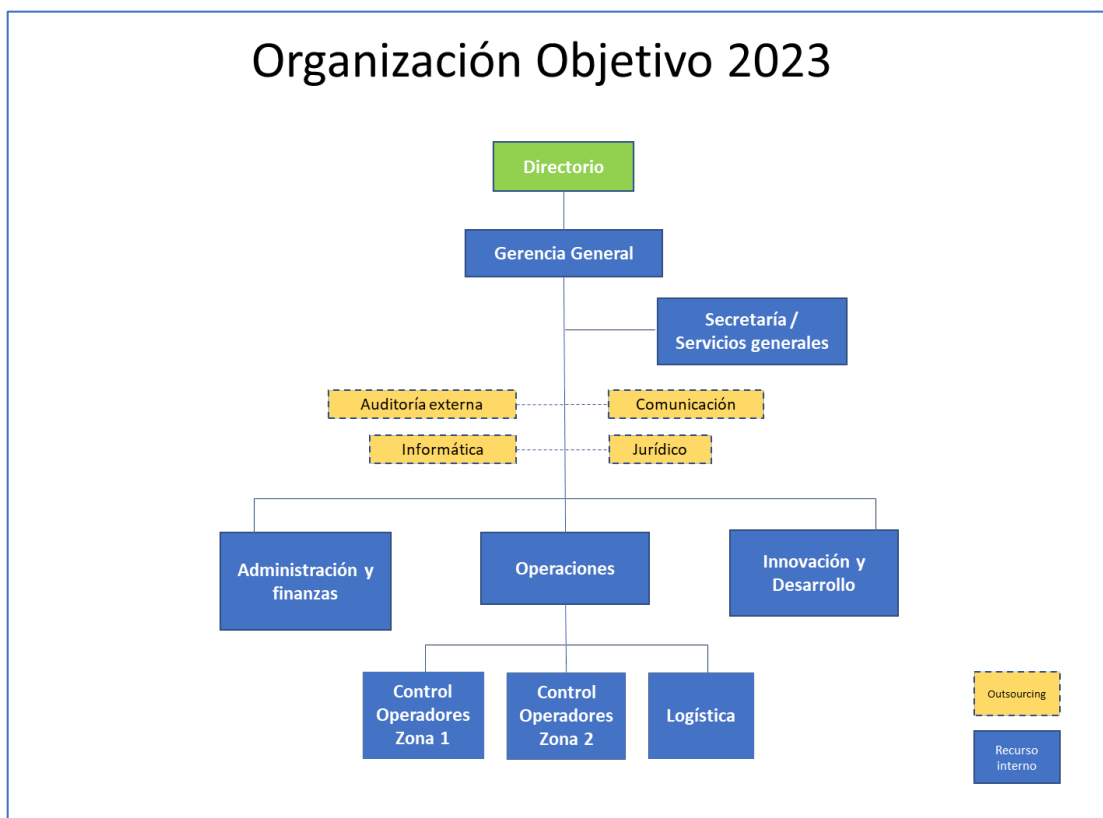 Organización Objetivo 2023
Directorio
Gerencia General
Secretaría /
Servicios generales
Auditoría externa
Comunicación
Informática
Jurídico
Administración y
finanzas
Operaciones
Innovación y
Desarrollo
Control
Operadores
Zona 1
Control
Operadores
Zona 2
Logística
Outsourcing
Recurso
interno